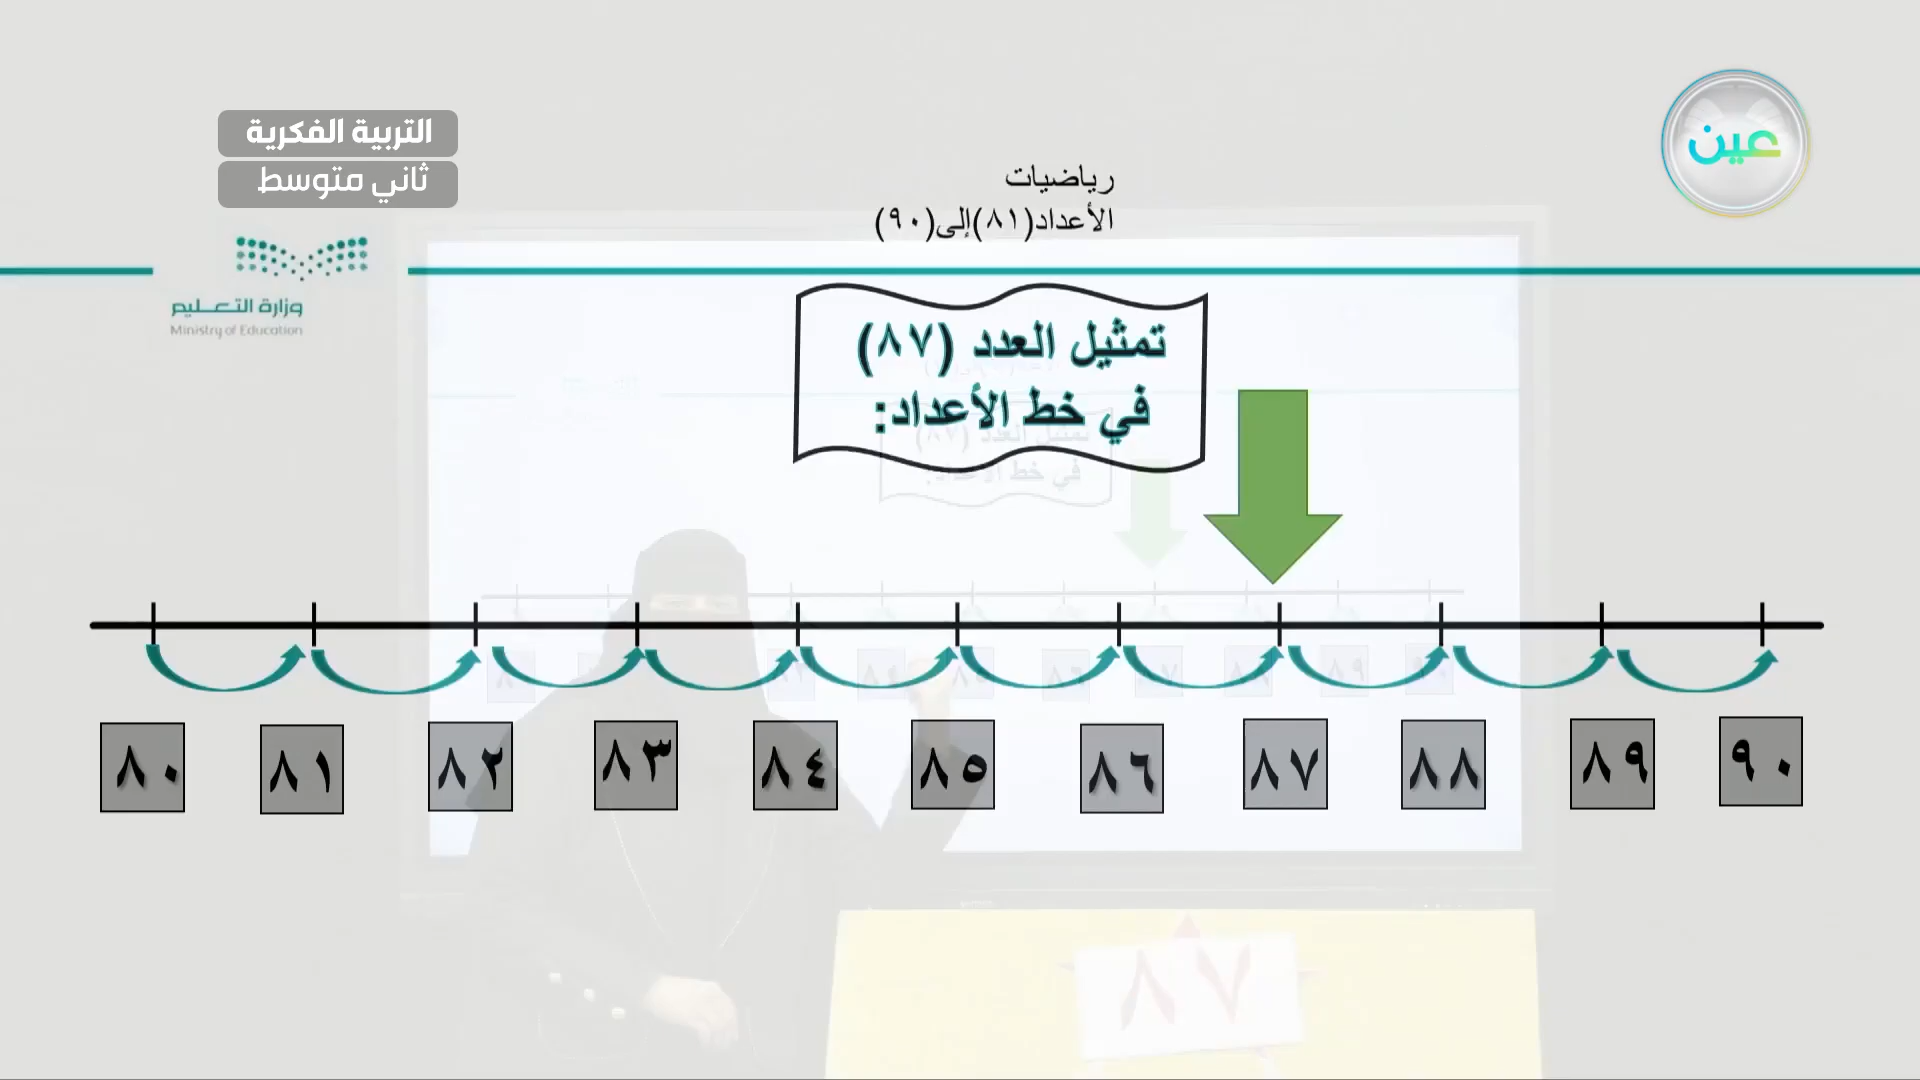 التربية الفكرية
ثاني متوسط
عين
رياضيات
الأعداد(٨١)إلى(٩٠)
وزارة التعليم
Ministry of Education
تمثيل العدد (٨٧)
في خط الأعداد:
٨٠ ٨١ ٨٢ ٨٣ ٨٤ ٨٥ ٨٦ ٨٧ ٨٨ ٨٩ ٩٠
٨٧